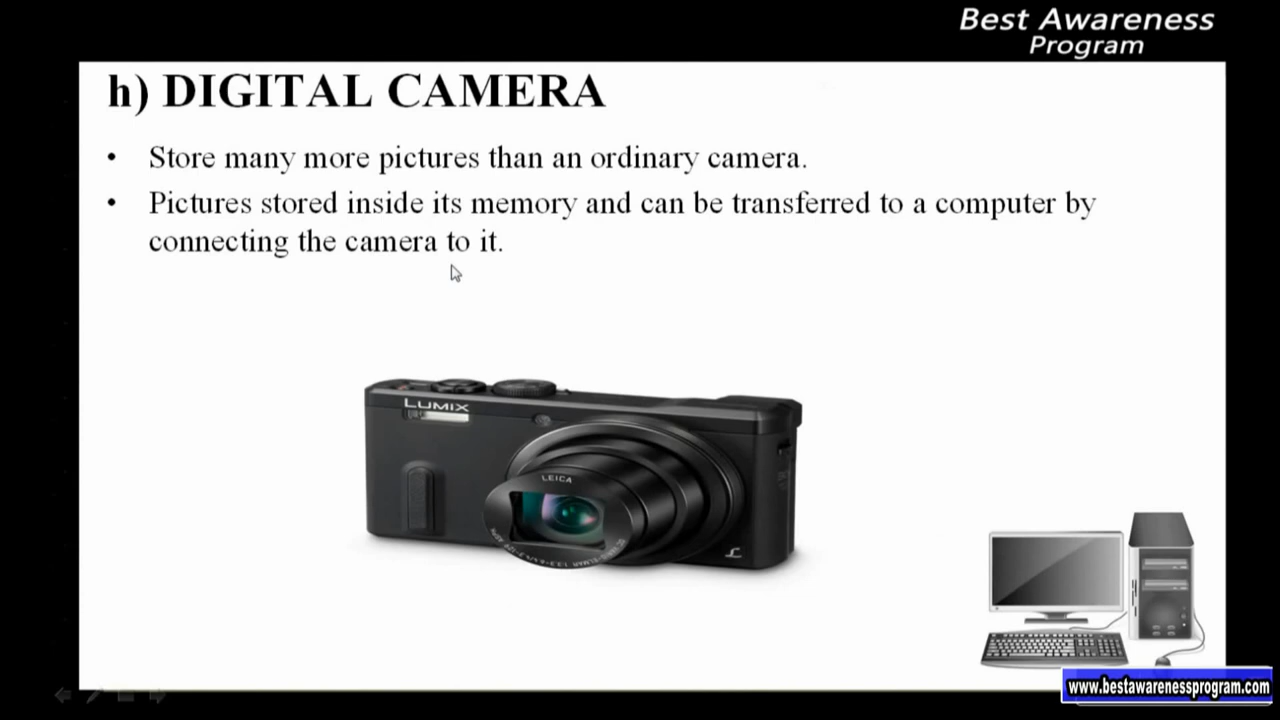 Best Awareness
Program
h) DIGITAL CAMERA
• Store many more pictures than an ordinary camera.
• Pictures stored inside its memory and can be transferred to a computer by
connecting the camera to it.
LUMIX
LEICA
L
www.bestawarenessprogram.com